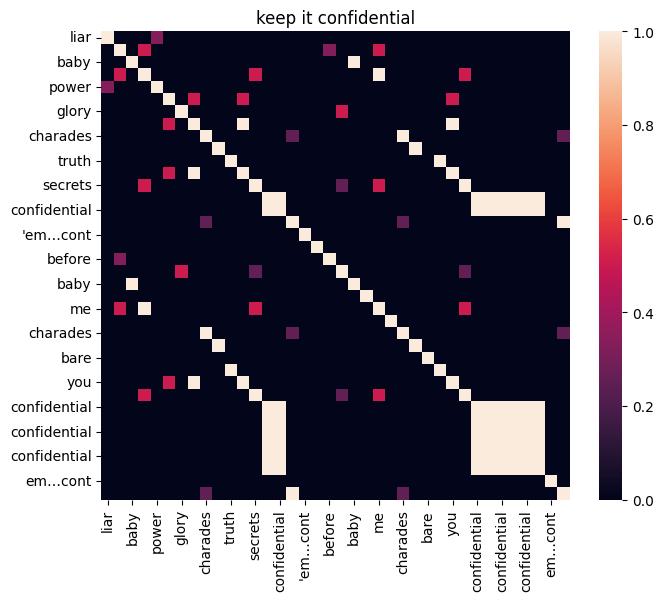 keep it confidential
liar
baby
power
glory
charades
truth
secrets
confidential
'em...cont
before
baby
me
charades
bare
you
confidential
confidential
confidential
em...cont
liar
baby
power
glory
charades
truth
secrets
confidential
'em...cont
before
baby
me
charades
bare
you
confidential
confidential
confidential
em...cont
1.0
0.8
0.6
0.4
0.2
0.0